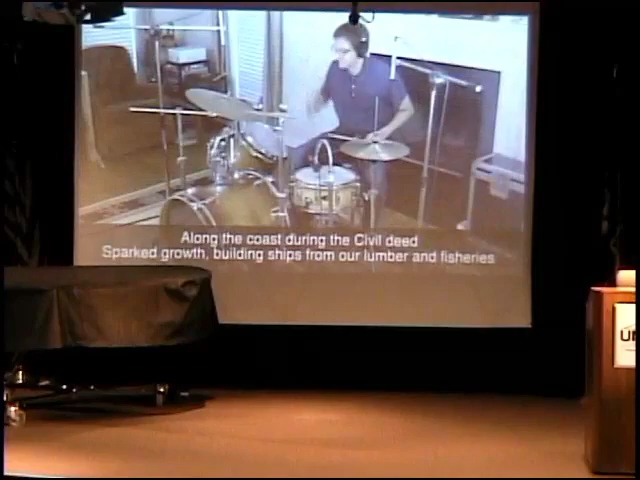 Along the coast during the Civil deed
Sparked growth, building ships from our lumber and fisheries